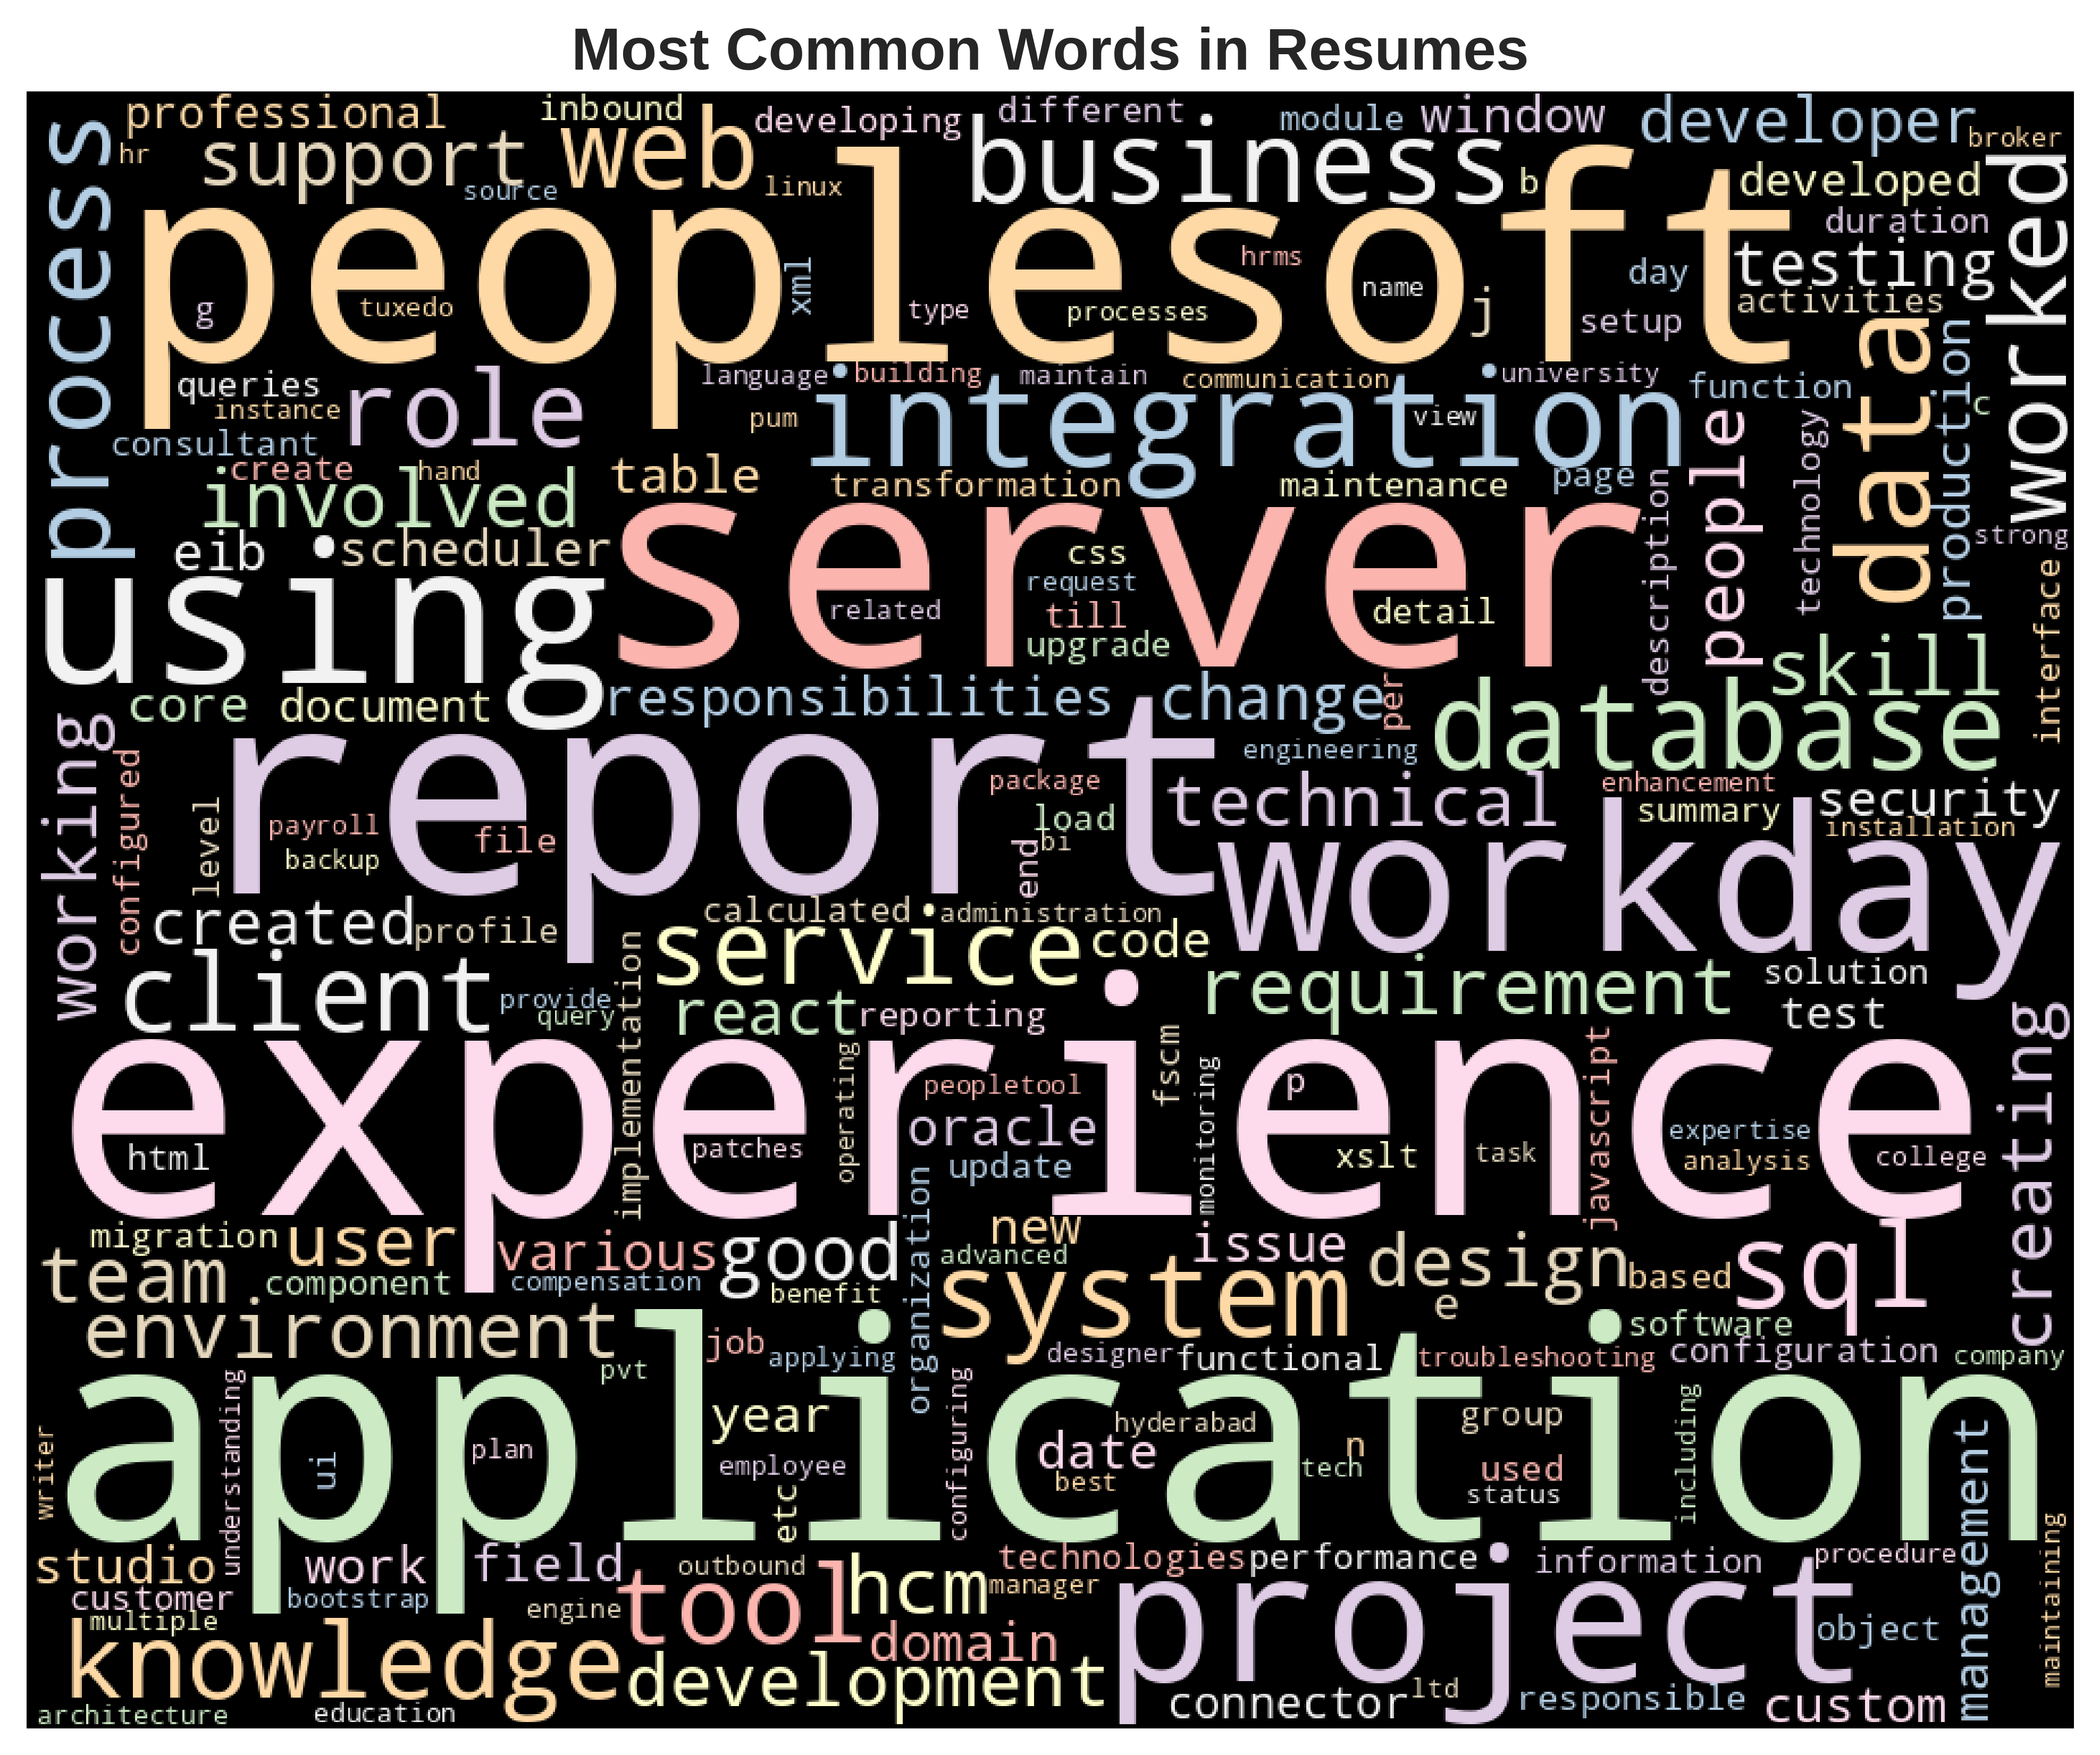 Most Common Words in Resumes
professional
inbound
developing
different
module
window
developer
broker
hr
support
web
business
source
linux
b
developed
process
peoplesoft
worked
duration
hrms
testing
xml
day
g
tuxedo
type
processes
name
j
setup
activities
data
production
queries
role
language
building
maintain
communication
university
function
c
instance
pum
integration
view
consultant
create
hand
table
transformation
maintenance
page
people
technology
involved
description
strong
eib
scheduler
server
css
request
related
till
detail
upgrade
interface
using
skill
core
document
responsibilities
change
per
database
engineering
working
configured
report
package
technical
enhancement
security
level
payroll
file
load
summary
installation
backup
end
bi
workday
created
profile
calculated
administration
service
code
client
provide
query
implementation
react
reporting
requirement
solution
test
experience
operating
peopletool
fscm
monitoring
p
javascript
creating
html
patches
oracle
update
xslt
task
expertise
analysis
college
migration
user
various
good
organization
new
advanced
issue
design
based
sql
team
component
compensation
benefit
system
e
environment
software
job
applying
designer
functional
troubleshooting
configuration
company
pvt
application
understanding
writer
ui
plan
year
employee
etc
configuring
date
hyderabad
best
n
tech
group
used
status
including
management
studio
work
field
outbound
technologies
performance
information
procedure
maintaining
customer
bootstrap
tool
hcm
manager
project
multiple
engine
domain
object
knowledge
development
connector
ltd
responsible
custom
architecture
education